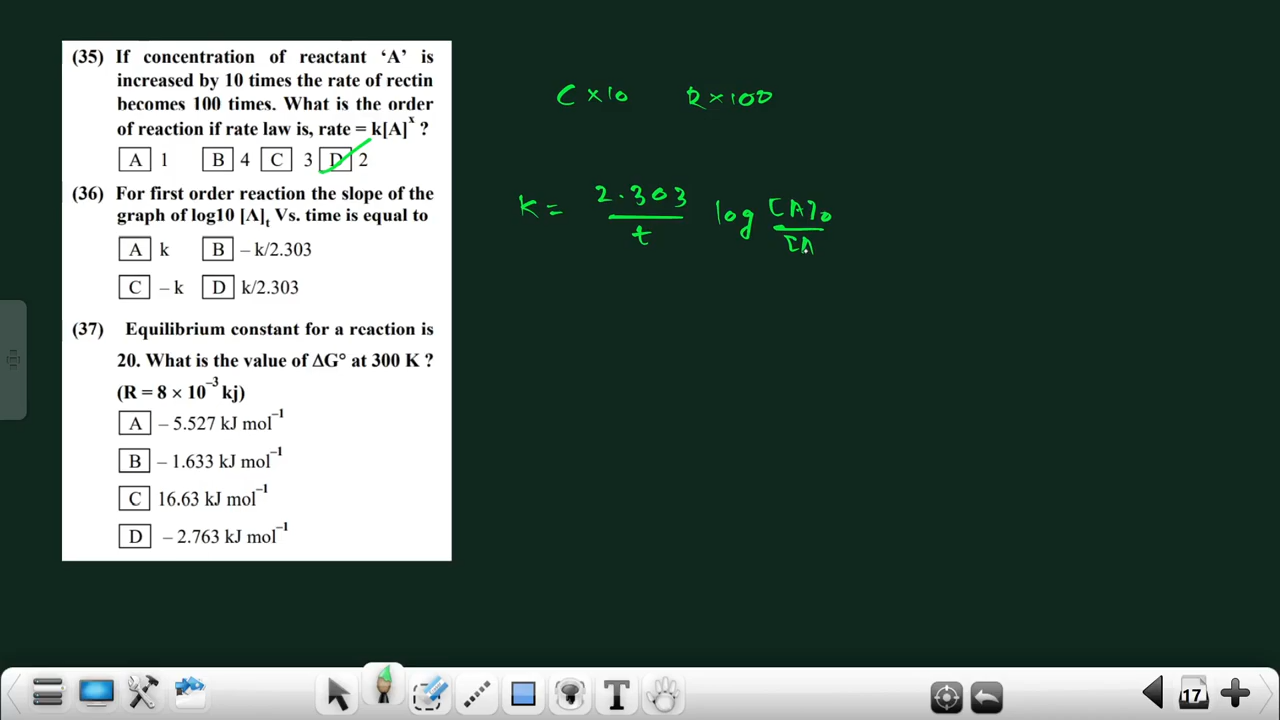 (35) If concentration of reactant ‘A’ is
increased by 10 times the rate of rectin
becomes 100 times. What is the order
of reaction if rate law is, rate = k[A]ˣ ?
A 1 B 4 C 3 D 2
(36) For first order reaction the slope of the
graph of log10 [A]ₜ Vs. time is equal to
A k B – k/2.303
C – k D k/2.303
(37) Equilibrium constant for a reaction is
20. What is the value of ΔG° at 300 K ?
(R = 8 × 10⁻³ kj)
A – 5.527 kJ mol⁻¹
B – 1.633 kJ mol⁻¹
C 16.63 kJ mol⁻¹
D – 2.763 kJ mol⁻¹
C × 10 R × 100
K = 2.303 / t log [A]₀ / [A
17